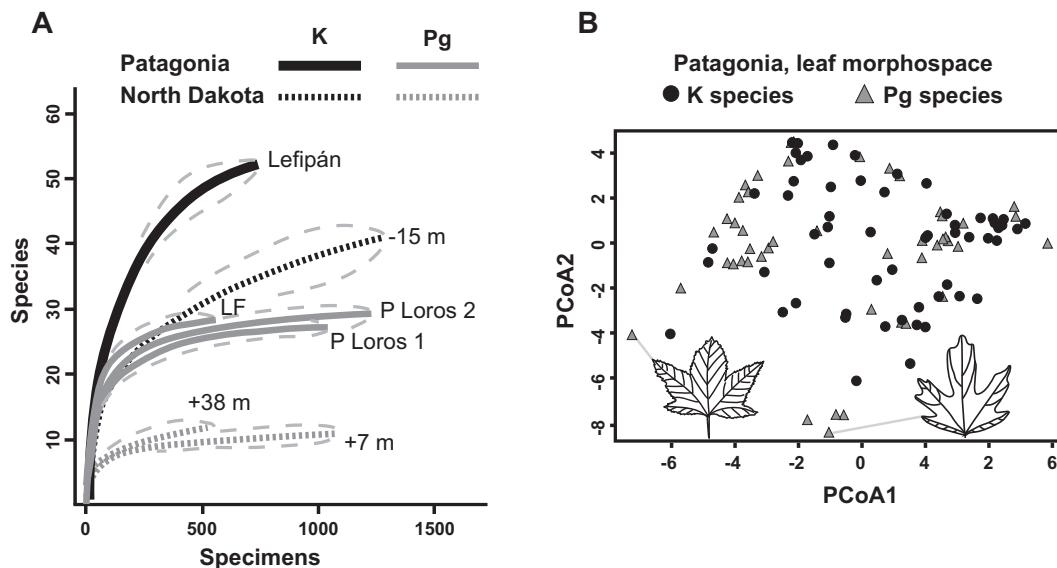 A
K Pg
Patagonia
North Dakota
60
50
40
30
20
10
Species
Lefipán
-15 m
LF
P Loros 2
P Loros 1
+38 m
+7 m
0 500 1000 1500
Specimens
B
Patagonia, leaf morphospace
K species Pg species
4
2
0
-2
-4
-6
-8
PCoA2
-6 -4 -2 0 4 2 6
PCoA1